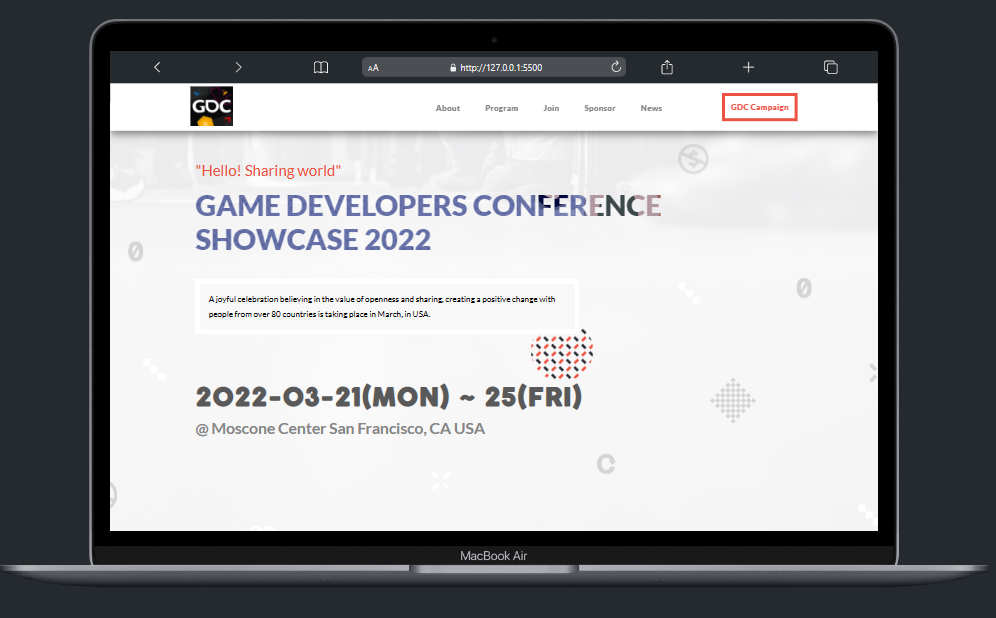 AA http://127.0.0.1:5500
GDC
About Program Join Sponsor News
GDC Campaign
"Hello! Sharing world"
GAME DEVELOPERS CONFERENCE
SHOWCASE 2022
A joyful celebration believing in the value of openness and sharing, creating a positive change with
people from over 80 countries is taking place in March, in USA.
2022-03-21(MON) ~ 25(FRI)
@ Moscone Center San Francisco, CA USA
0
0
C
MacBook Air